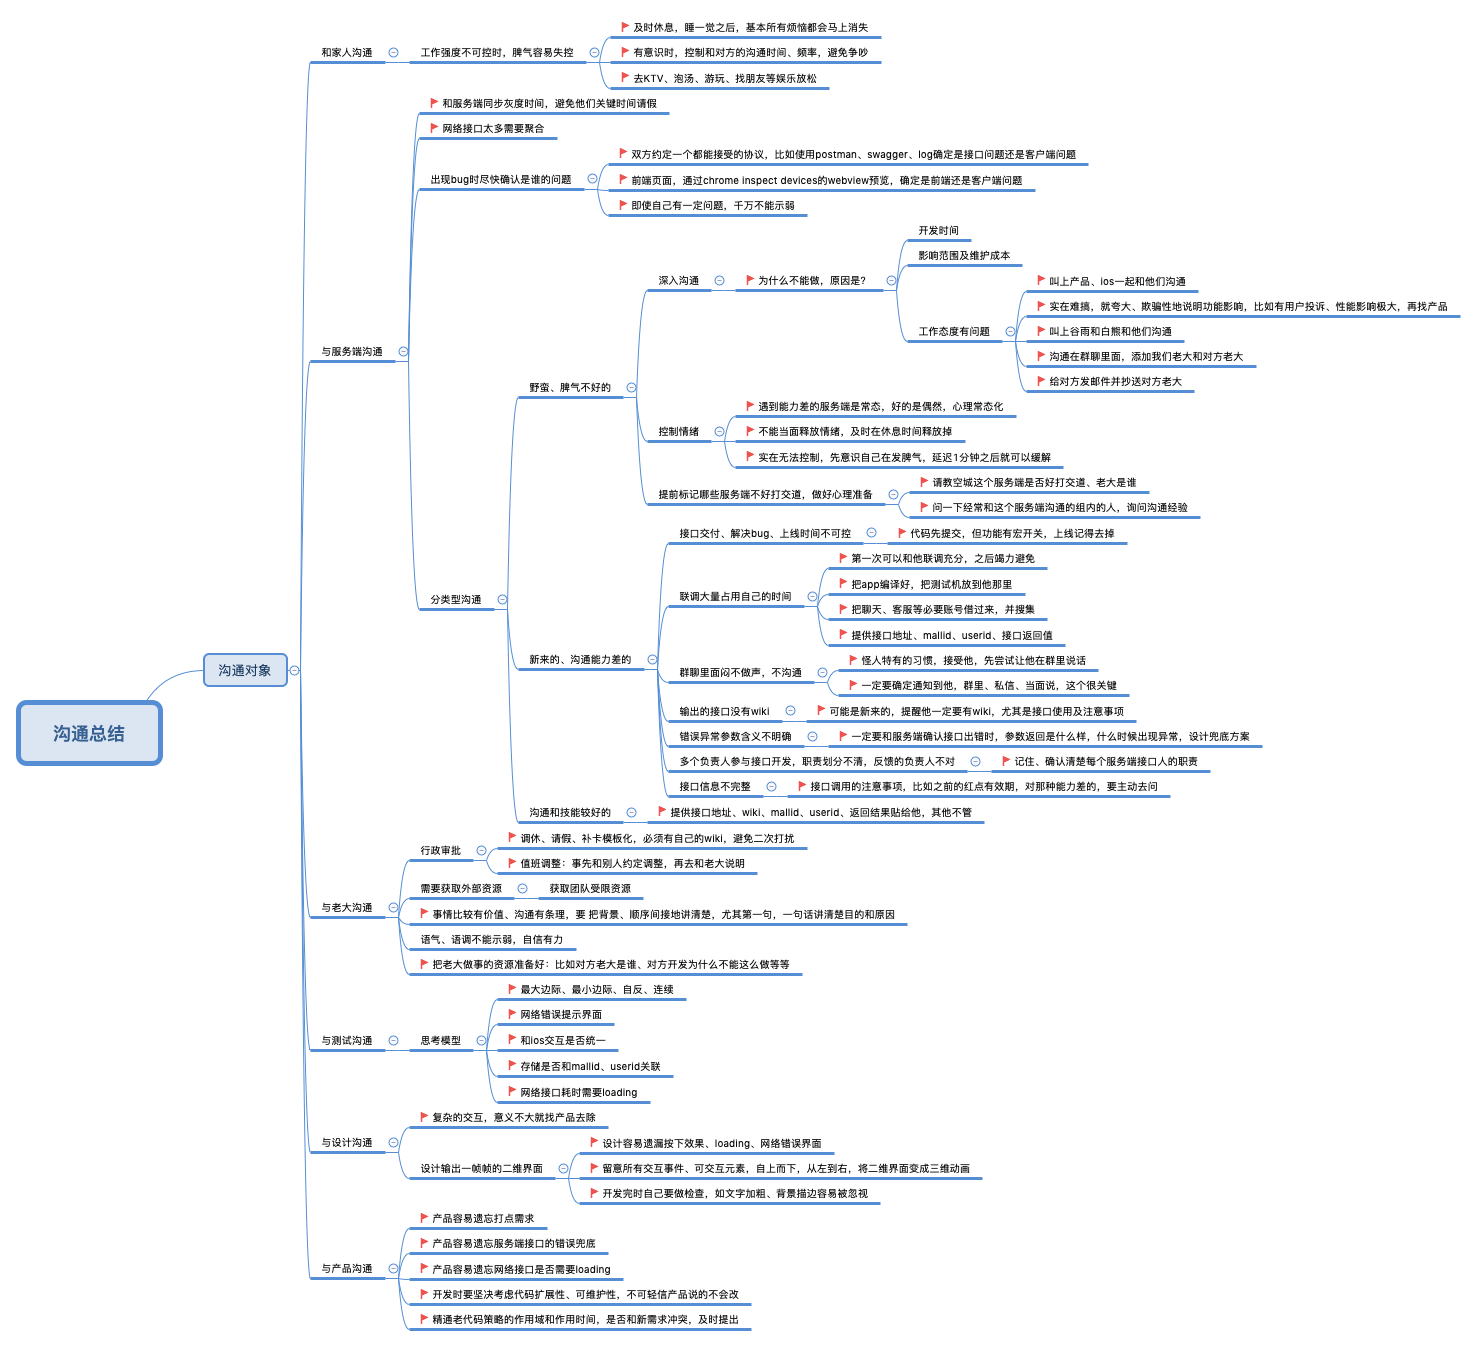 沟通总结
沟通对象
和家人沟通
工作强度不可控时，脾气容易失控
及时休息，睡一觉之后，基本所有烦恼都会马上消失
有意识时，控制和对方的沟通时间、频率，避免争吵
去KTV、泡汤、游玩、找朋友等娱乐放松
与服务端沟通
和服务端同步灰度时间，避免他们关键时间请假
网络接口太多需要聚合
出现bug时尽快确认是谁的问题
双方约定一个都能接受的协议，比如使用postman、swagger、log确定是接口问题还是客户端问题
前端页面，通过chrome inspect devices的webview预览，确定是前端还是客户端问题
即使自己有一定问题，千万不能示弱
分类型沟通
野蛮、脾气不好的
深入沟通
为什么不能做，原因是？
开发时间
影响范围及维护成本
工作态度有问题
叫上产品、ios一起和他们沟通
实在难搞，就夸大、欺骗性地说明功能影响，比如有用户投诉、性能影响极大，再找产品
叫上谷雨和白熊和他们沟通
沟通在群聊里面，添加我们老大和对方老大
给对方发邮件并抄送对方老大
控制情绪
遇到能力差的服务端是常态，好的是偶然，心理常态化
不能当面释放情绪，及时在休息时间释放掉
实在无法控制，先意识自己在发脾气，延迟1分钟之后就可以缓解
提前标记哪些服务端不好打交道，做好心理准备
请教空城这个服务端是否好打交道、老大是谁
问一下经常和这个服务端沟通的组内的人，询问沟通经验
新来的、沟通能力差的
接口交付、解决bug、上线时间不可控
代码先提交，但功能有宏开关，上线记得去掉
联调大量占用自己的时间
第一次可以和他联调充分，之后竭力避免
把app编译好，把测试机放到他那里
把聊天、客服等必要账号借过来，并搜集
提供接口地址、mallid、userid、接口返回值
群聊里面闷不做声，不沟通
怪人特有的习惯，接受他，先尝试让他在群里说话
一定要确定通知到他，群里、私信、当面说，这个很关键
输出的接口没有wiki
可能是新来的，提醒他一定要有wiki，尤其是接口使用及注意事项
错误异常参数含义不明确
一定要和服务端确认接口出错时，参数返回是什么样，什么时候出现异常，设计兜底方案
多个负责人参与接口开发，职责划分不清，反馈的负责人不对
记住、确认清楚每个服务端接口人的职责
接口信息不完整
接口调用的注意事项，比如之前的红点有效期，对那种能力差的，要主动去问
沟通和技能较好的
提供接口地址、wiki、mallid、userid、返回结果贴给他，其他不管
与老大沟通
行政审批
调休、请假、补卡模板化，必须有自己的wiki，避免二次打扰
值班调整：事先和别人约定调整，再去和老大说明
需要获取外部资源
获取团队受限资源
事情比较有价值、沟通有条理，要 把背景、顺序间接地讲清楚，尤其第一句，一句话讲清楚目的和原因
语气、语调不能示弱，自信有力
把老大做事的资源准备好：比如对方老大是谁、对方开发为什么不能这么做等等
与测试沟通
思考模型
最大边际、最小边际、自反、连续
网络错误提示界面
和ios交互是否统一
存储是否和mallid、userid关联
网络接口耗时需要loading
与设计沟通
复杂的交互，意义不大就找产品去除
设计输出一帧帧的二维界面
设计容易遗漏按下效果、loading、网络错误界面
留意所有交互事件、可交互元素，自上而下，从左到右，将二维界面变成三维动画
开发完时自己要做检查，如文字加粗、背景描边容易被忽视
与产品沟通
产品容易遗忘打点需求
产品容易遗忘服务端接口的错误兜底
产品容易遗忘网络接口是否需要loading
开发时要坚决考虑代码扩展性、可维护性，不可轻信产品说的不会改
精通老代码策略的作用域和作用时间，是否和新需求冲突，及时提出